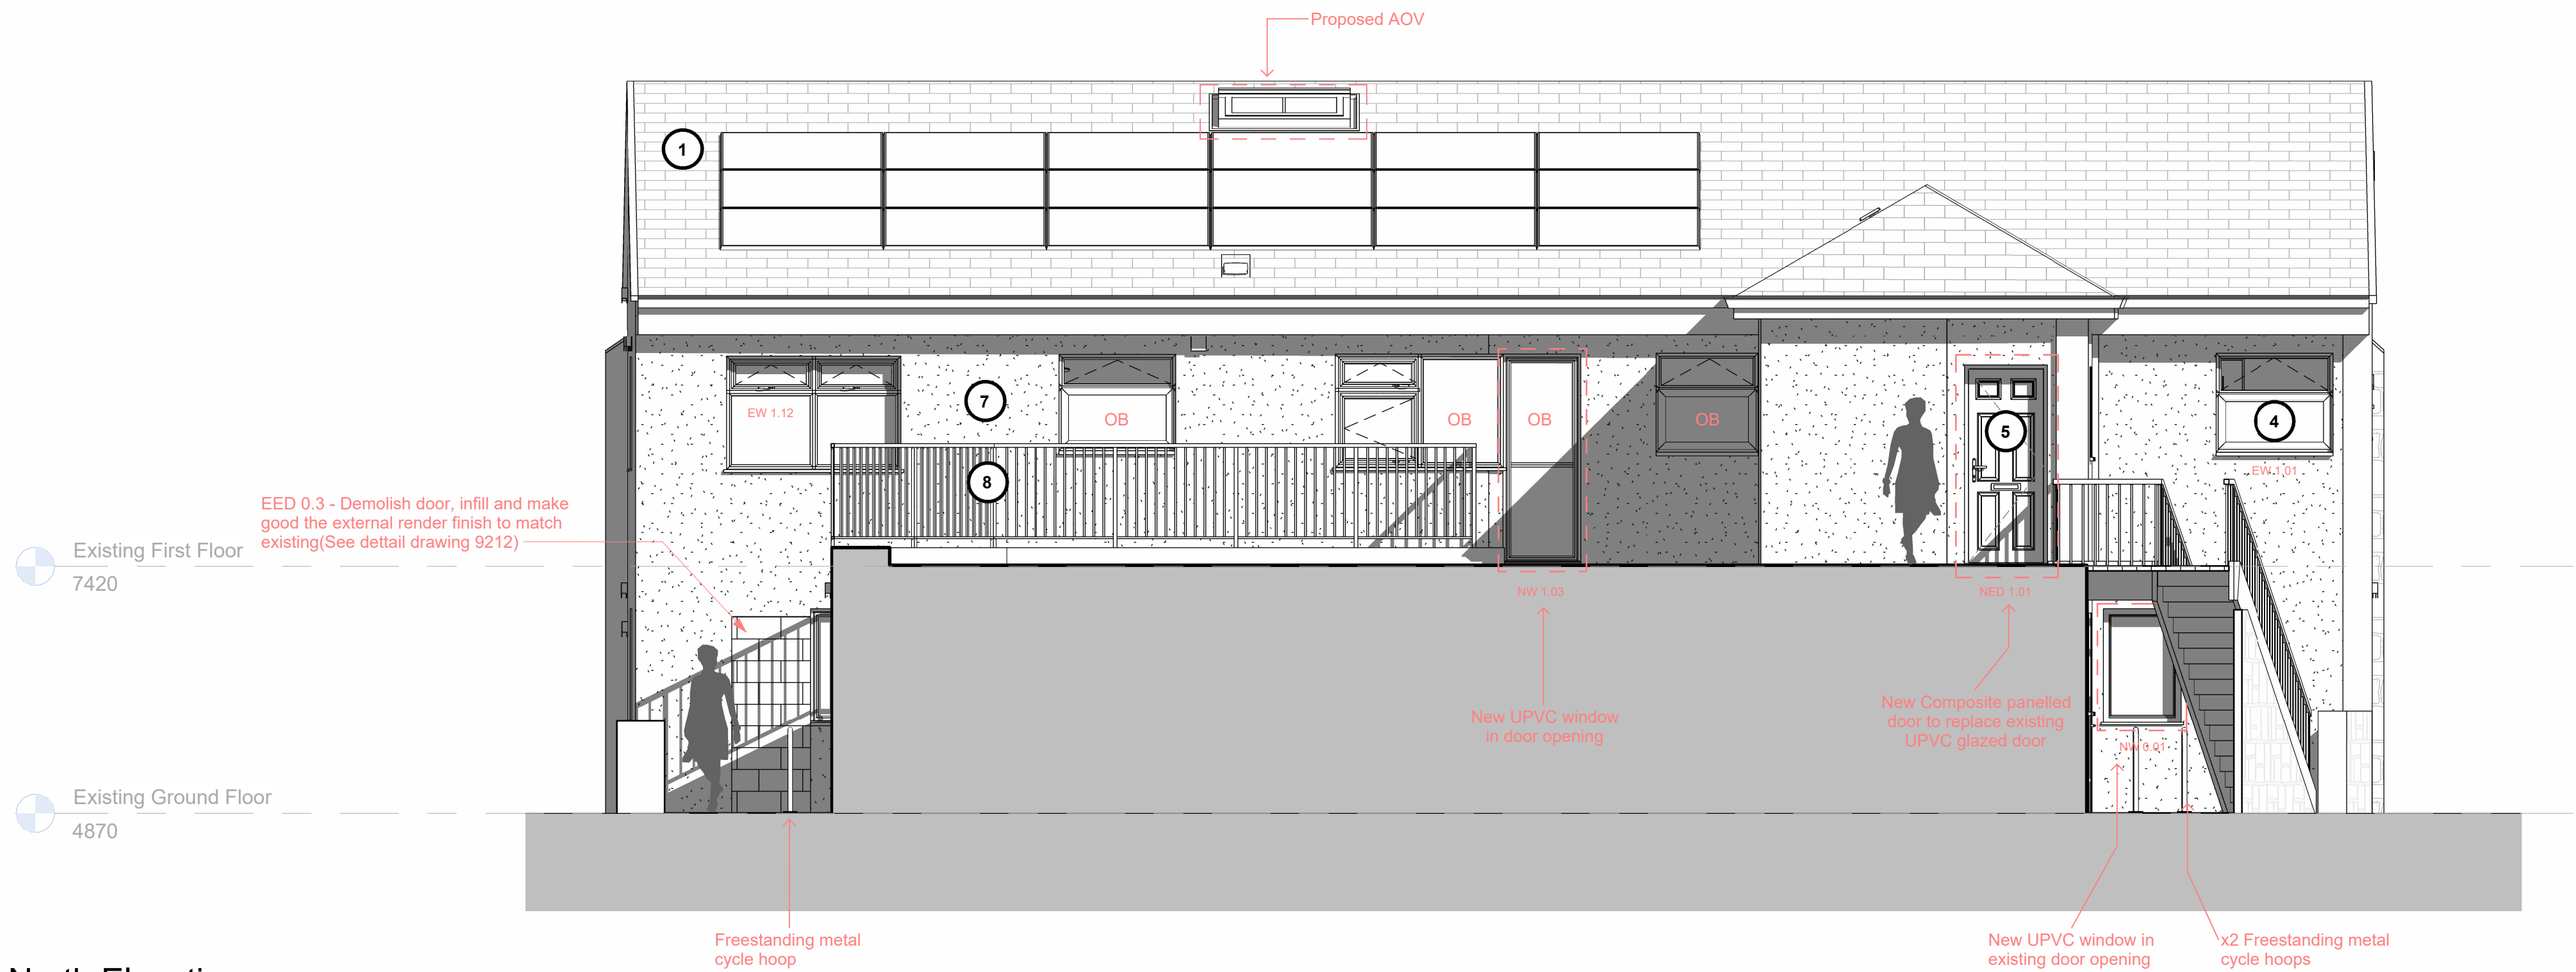 Proposed AOV
1
EW 1.12
7
OB
OB
OB
OB
5
4
EW 1.01
8
EED 0.3 - Demolish door, infill and make
good the external render finish to match
existing(See dettail drawing 9212)
Existing First Floor
7420
NW 1.03
NED 1.01
New UPVC window
in door opening
New Composite panelled
door to replace existing
UPVC glazed door
NW 0.01
Existing Ground Floor
4870
Freestanding metal
cycle hoop
New UPVC window in
existing door opening
x2 Freestanding metal
cycle hoops